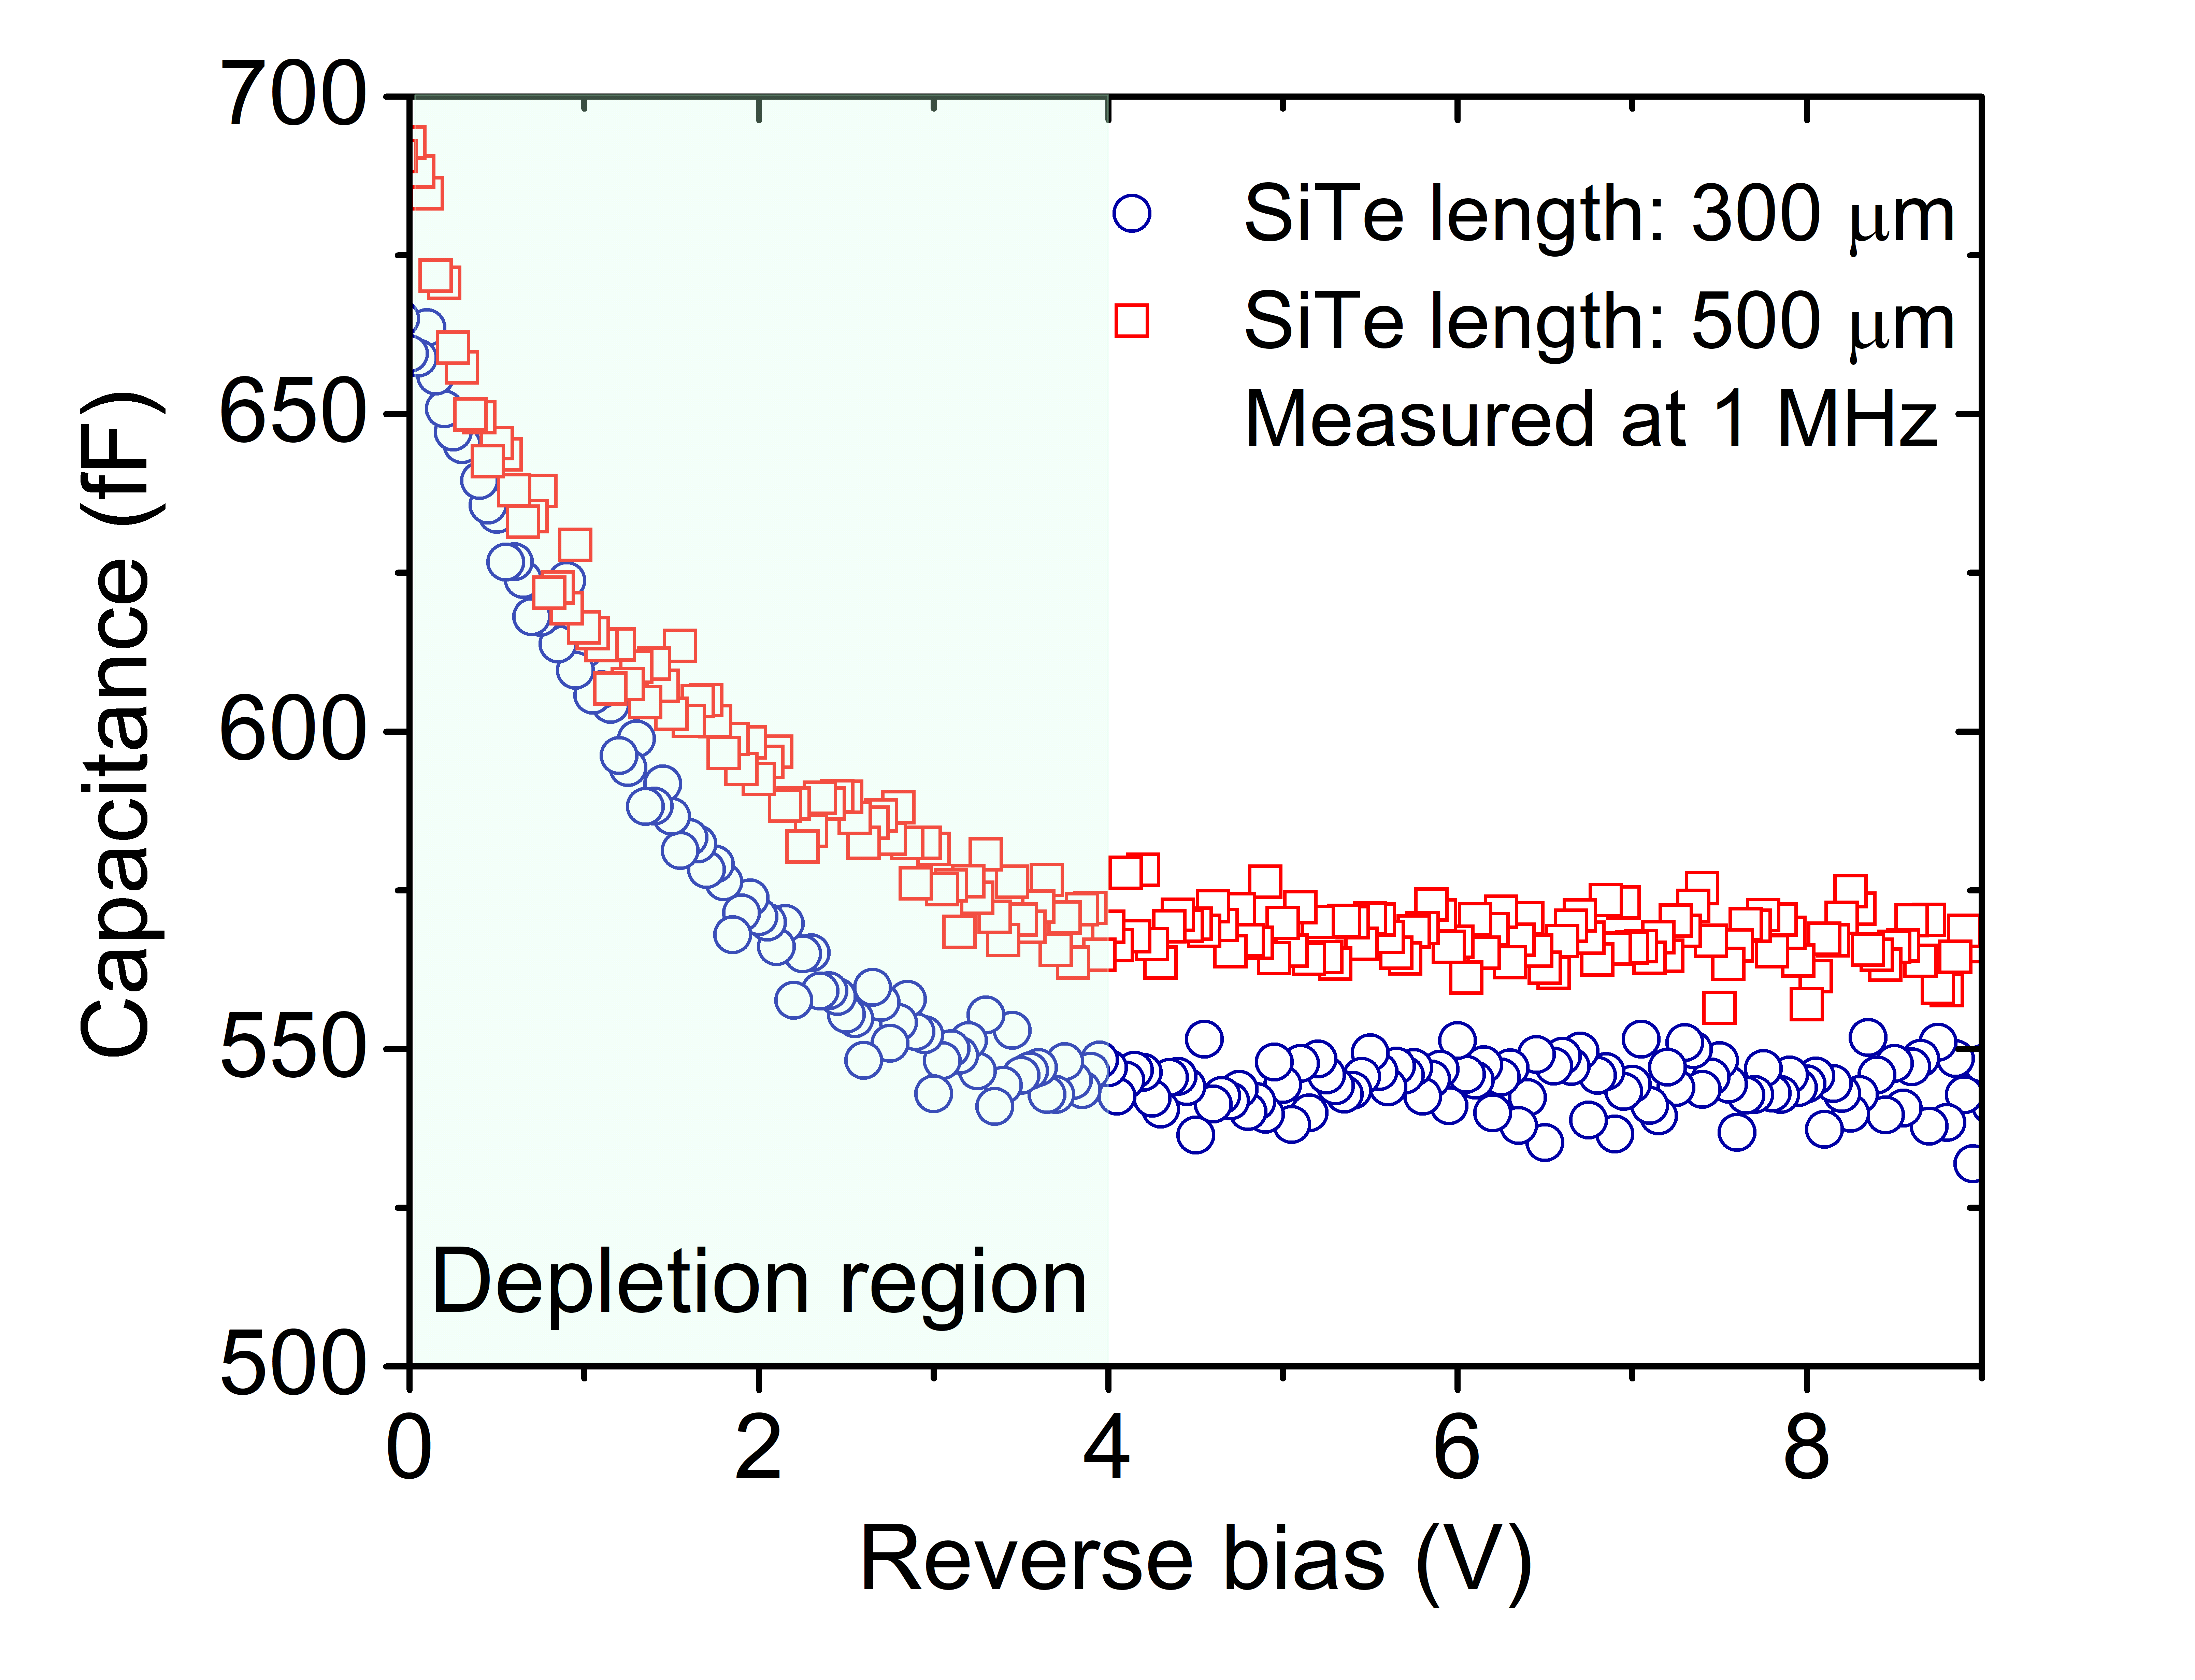 700
650
600
550
500
Capacitance (fF)
SiTe length: 300 μm
SiTe length: 500 μm
Measured at 1 MHz
Depletion region
0 2 4 6 8
Reverse bias (V)